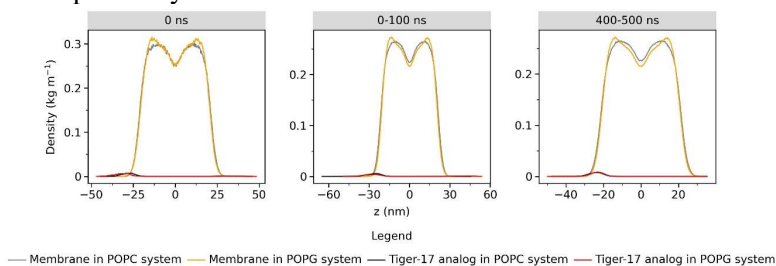 0 ns
0-100 ns
400-500 ns
Density (kg m⁻¹)
0.3
0.2
0.1
0
−50
−25
0
25
50
0.2
0.1
0
−60
−30
0
30
60
0.2
0.1
0
−40
−20
0
20
z (nm)
Legend
Membrane in POPC system
Membrane in POPG system
Tiger-17 analog in POPC system
Tiger-17 analog in POPG system